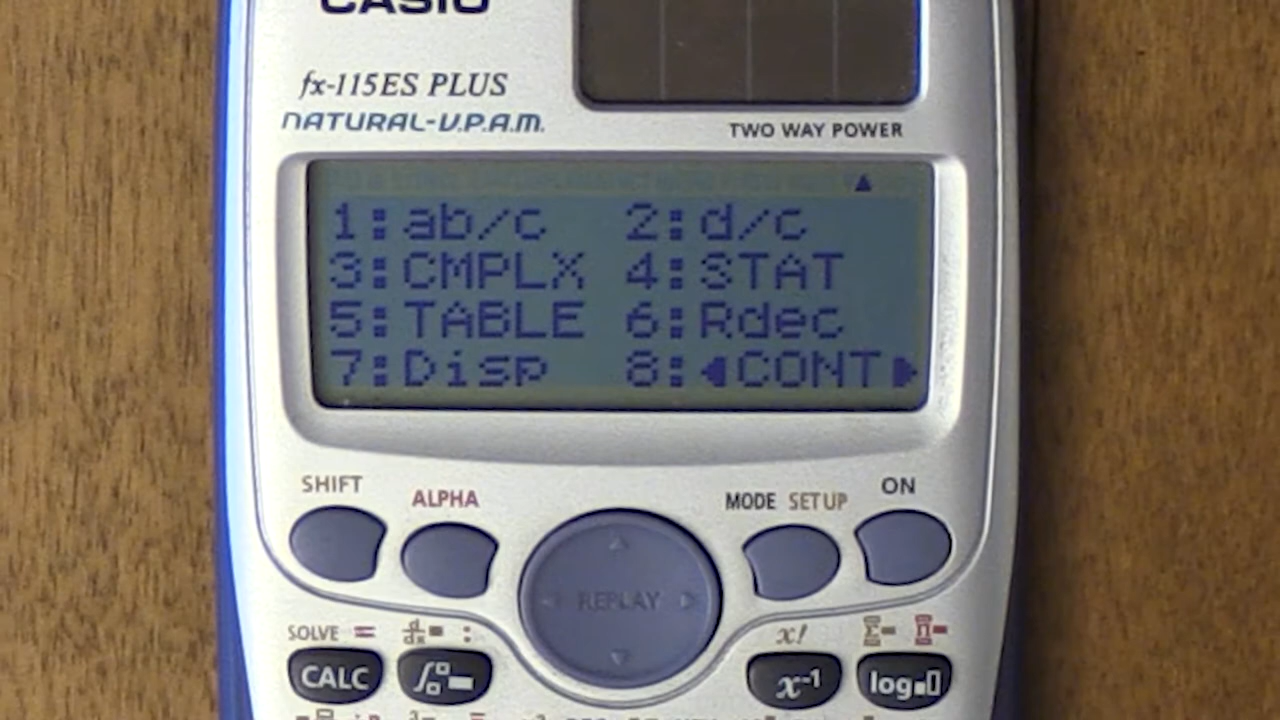 CASIO
fx-115ES PLUS
NATURAL-V.P.A.M.
TWO WAY POWER
1:ab/c 2:d/c
3:CMPLX 4:STAT
5:TABLE 6:Rdec
7:Disp 8:◀CONT▶
SHIFT ALPHA MODE SETUP ON
REPLAY
SOLVE = d/dx■ : x! Σ■ Π■
CALC ∫■ x⁻¹ log■□